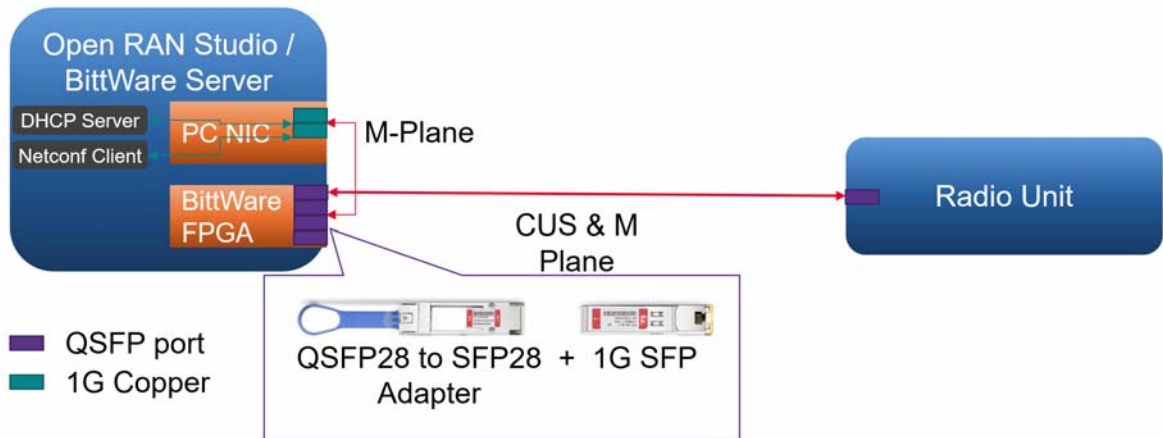 Open RAN Studio /
BittWare Server
DHCP Server
Netconf Client
PC NIC
M-Plane
BittWare
FPGA
Radio Unit
CUS & M
Plane
QSFP28 to SFP28 + 1G SFP
Adapter
QSFP port
1G Copper